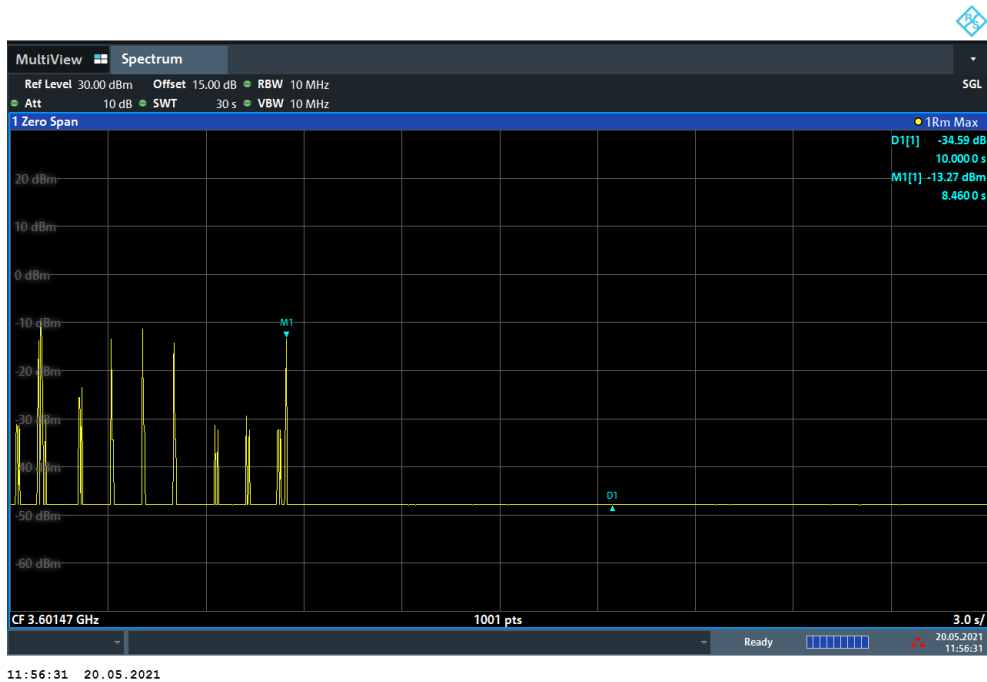 R/S
MultiView Spectrum
Ref Level 30.00 dBm Offset 15.00 dB RBW 10 MHz SGL
Att 10 dB SWT 30 s VBW 10 MHz
1 Zero Span 1Rm Max
D1[1] -34.59 dB
10.000 0 s
20 dBm M1[1] -13.27 dBm
8.460 0 s
10 dBm
0 dBm
-10 dBm
M1
-20 dBm
-30 dBm
-40 dBm
D1
-50 dBm
-60 dBm
CF 3.60147 GHz 1001 pts 3.0 s/
Ready 20.05.2021
11:56:31
11:56:31 20.05.2021